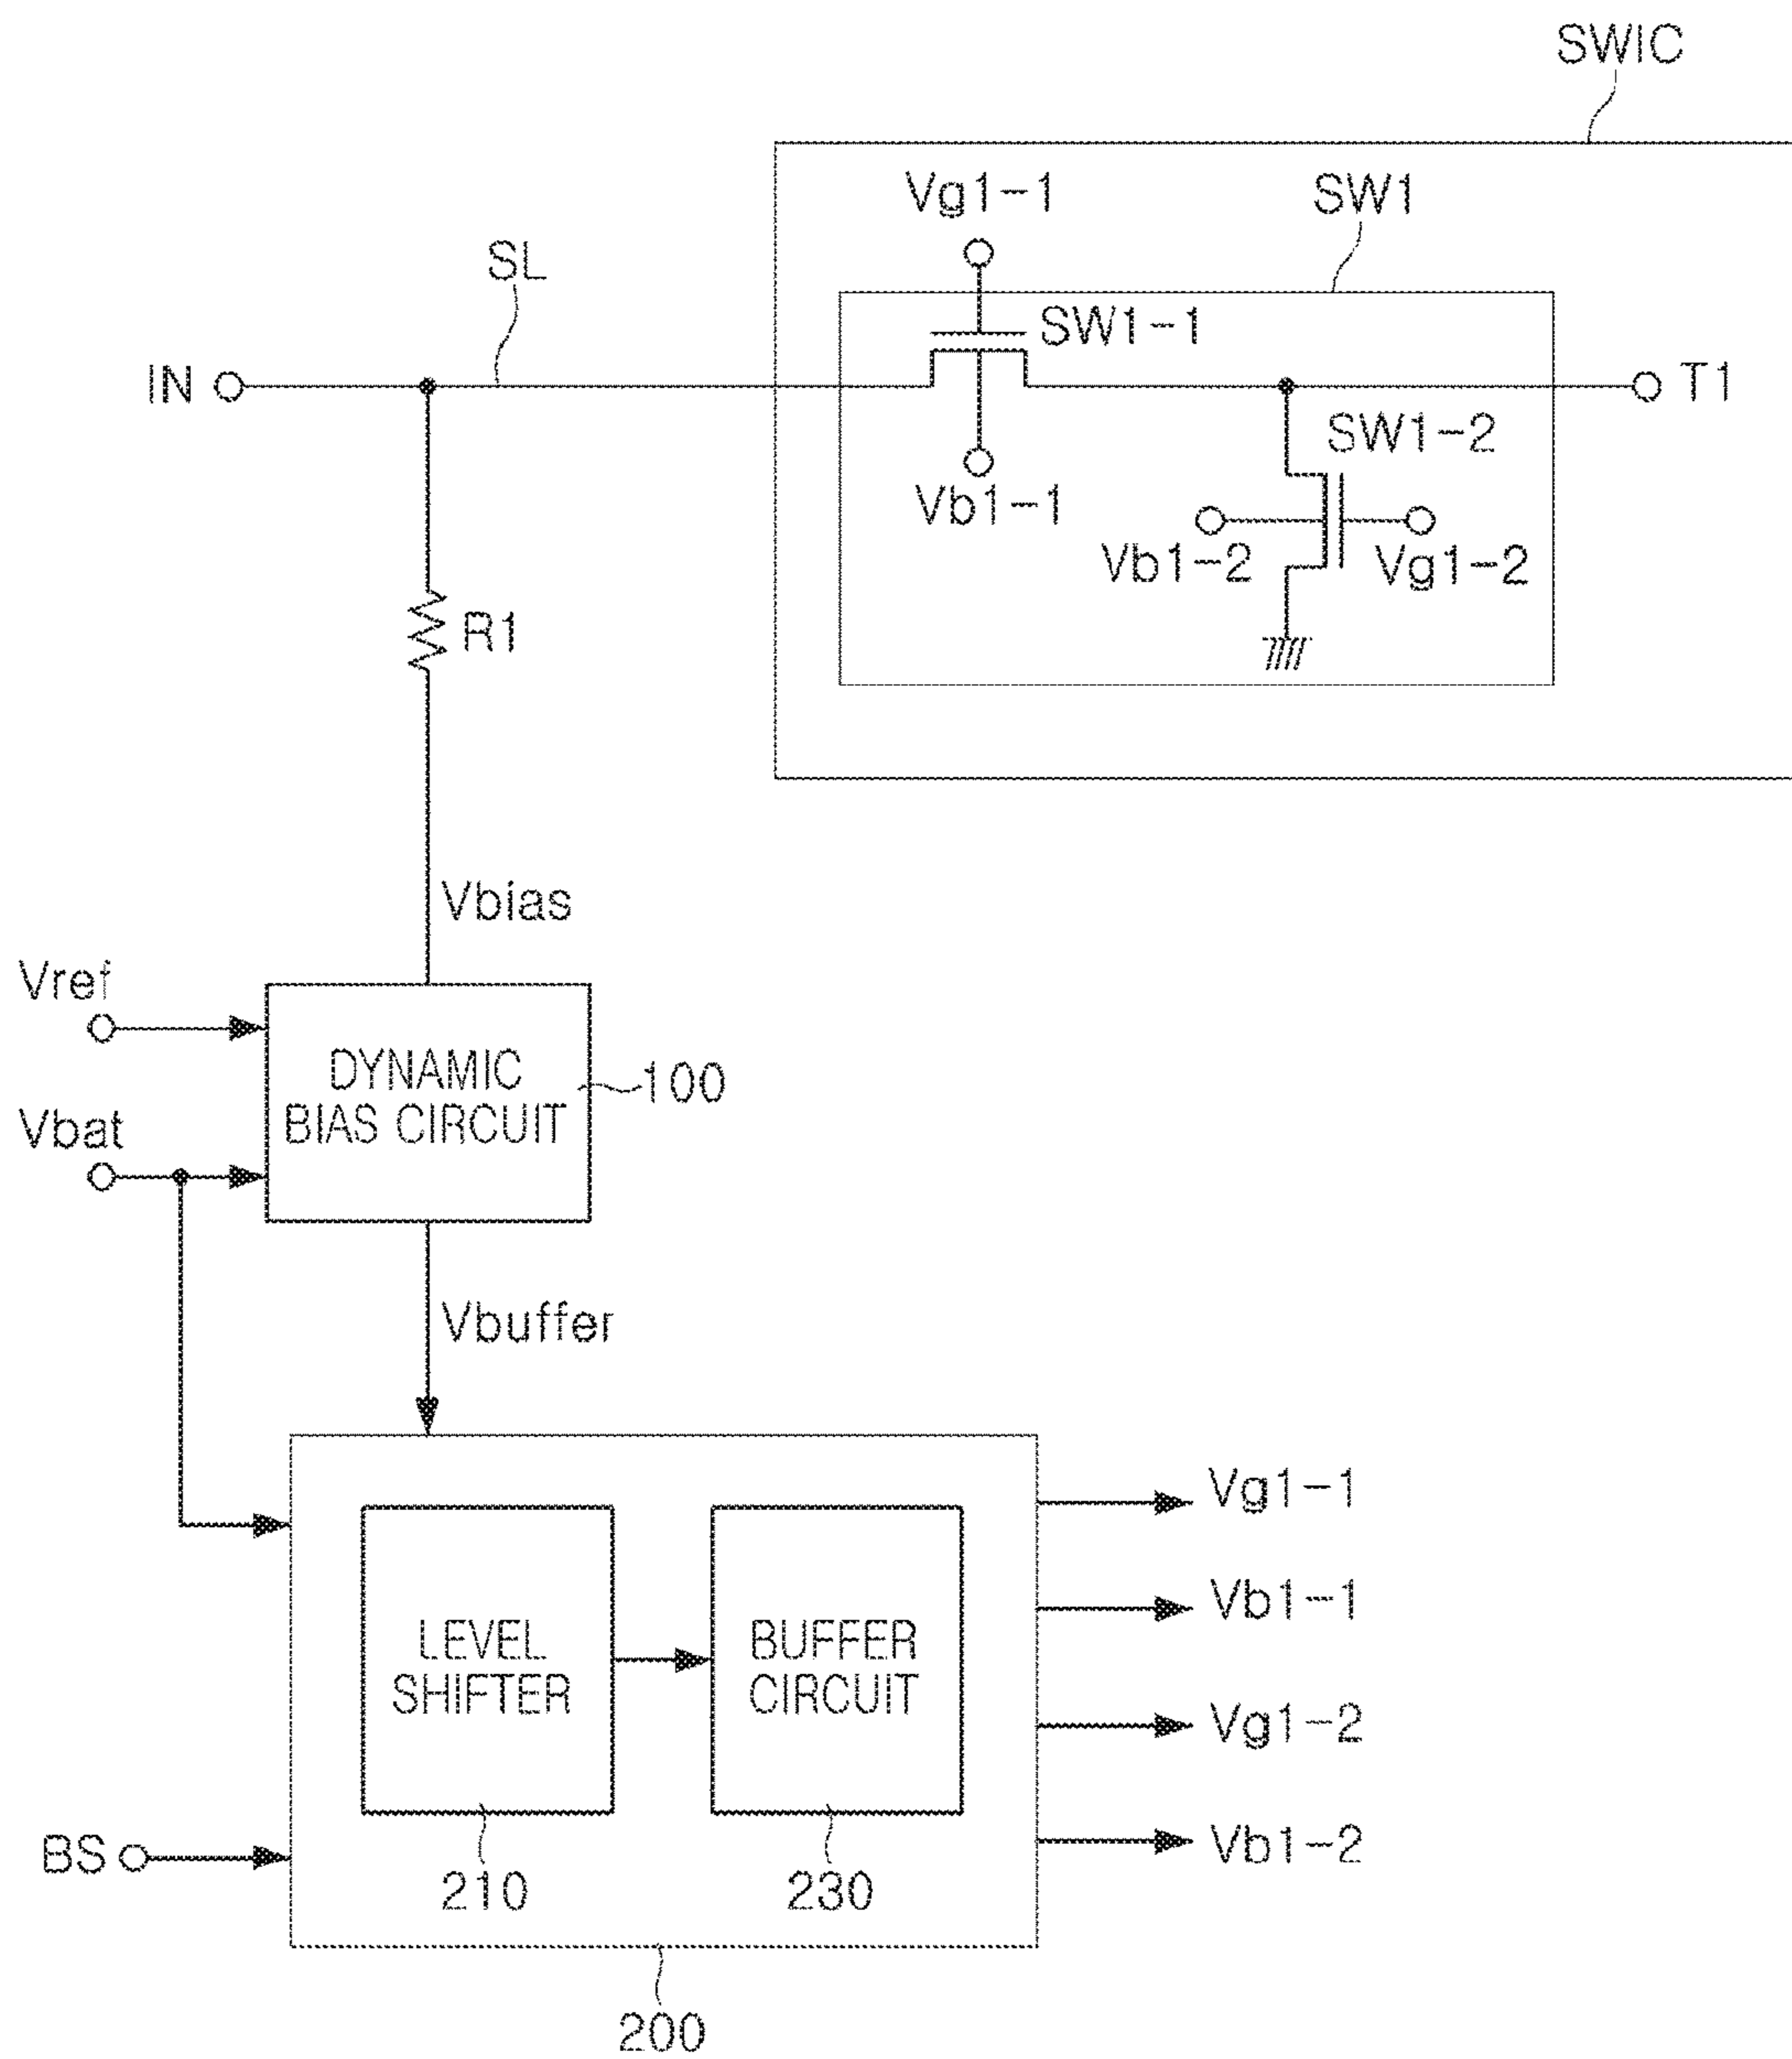 SWIC
Vg1-1
SW1
SL
SW1-1
IN
T1
SW1-2
Vb1-1
Vb1-2
Vg1-2
R1
Vbias
Vref
DYNAMIC
BIAS CIRCUIT
100
Vbat
Vbuffer
Vg1-1
Vb1-1
LEVEL
SHIFTER
BUFFER
CIRCUIT
Vg1-2
Vb1-2
BS
210
230
200